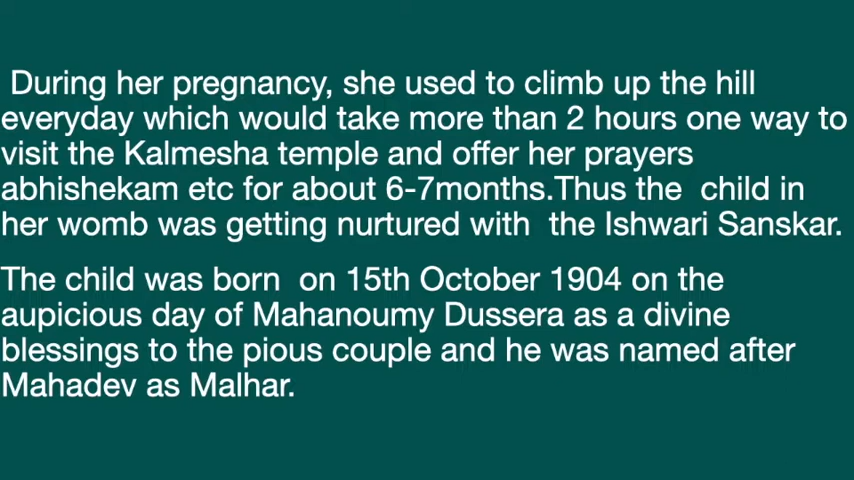 During her pregnancy, she used to climb up the hill
everyday which would take more than 2 hours one way to
visit the Kalmesha temple and offer her prayers
abhishekam etc for about 6-7months.Thus the  child in
her womb was getting nurtured with  the Ishwari Sanskar.
The child was born  on 15th October 1904 on the
aupicious day of Mahanoumy Dussera as a divine
blessings to the pious couple and he was named after
Mahadev as Malhar.